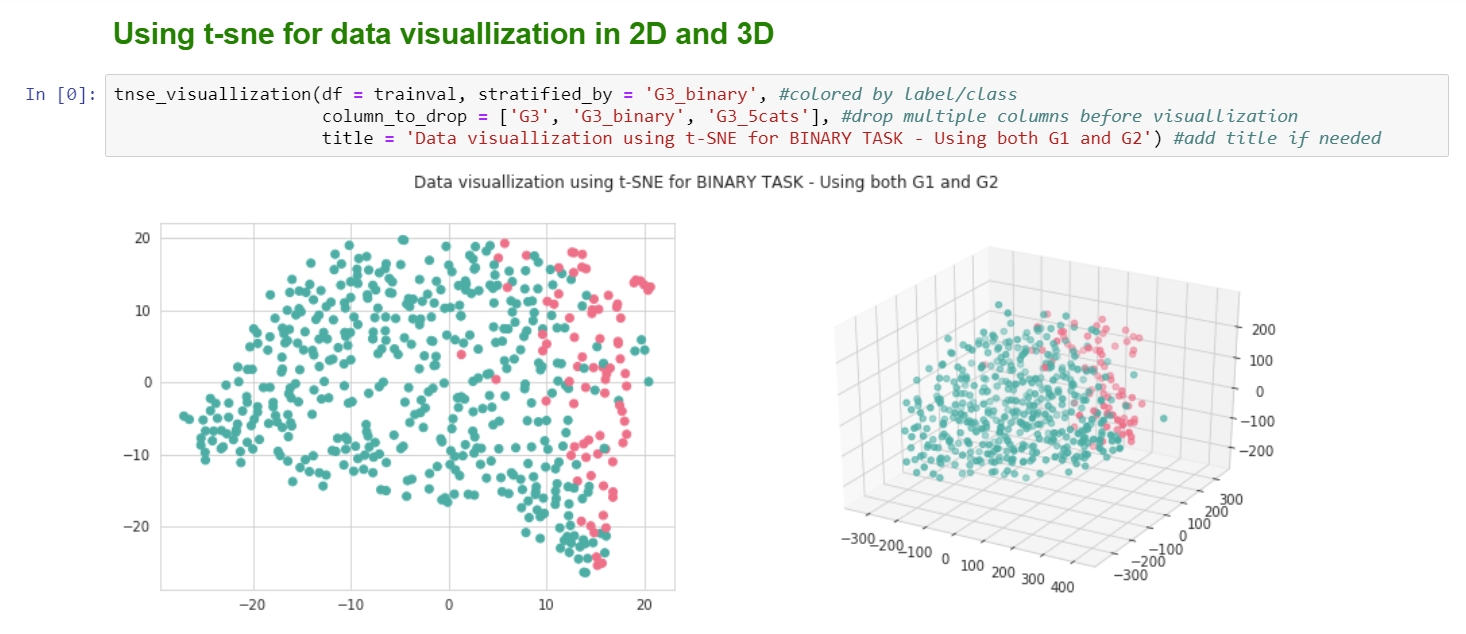 Using t-sne for data visuallization in 2D and 3D
In [0]: tnse_visuallization(df = trainval, stratified_by = 'G3_binary', #colored by label/class
column_to_drop = ['G3', 'G3_binary', 'G3_5cats'], #drop multiple columns before visuallization
title = 'Data visuallization using t-SNE for BINARY TASK - Using both G1 and G2') #add title if needed
Data visuallization using t-SNE for BINARY TASK - Using both G1 and G2
20
10
0
−10
−20
−20 −10 0 10 20
200
100
0
−100
−200
300
200
100
0
−100
−200
−300
−300 −200 −100 0 100 200 300 400